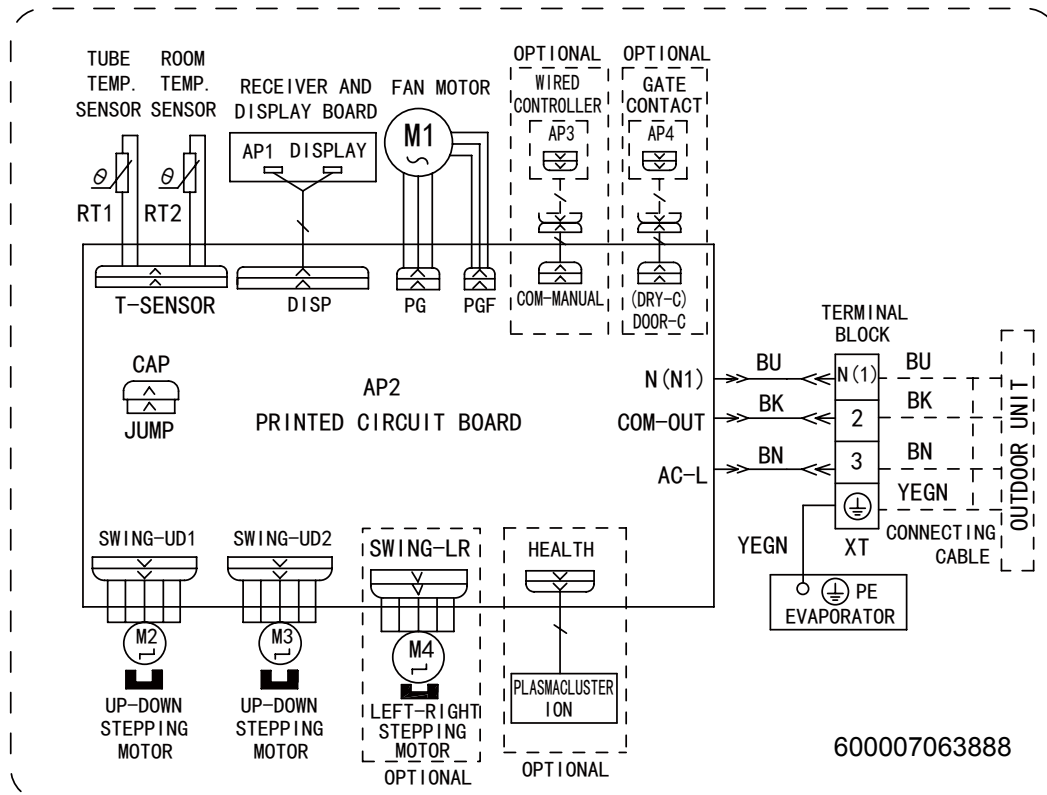 TUBE
TEMP.
SENSOR
ROOM
TEMP.
SENSOR
θ
RT1
θ
RT2
RECEIVER AND
DISPLAY BOARD
AP1 DISPLAY
FAN MOTOR
M1
OPTIONAL
WIRED
CONTROLLER
AP3
OPTIONAL
GATE
CONTACT
AP4
T-SENSOR
DISP
PG
PGF
COM-MANUAL
(DRY-C)
DOOR-C
CAP
JUMP
AP2
PRINTED CIRCUIT BOARD
N(N1)
COM-OUT
AC-L
BU
BK
BN
TERMINAL
BLOCK
N(1)
2
3
XT
BU
BK
BN
YEGN
CONNECTING
CABLE
OUTDOOR UNIT
YEGN
PE
EVAPORATOR
SWING-UD1
M2
UP-DOWN
STEPPING
MOTOR
SWING-UD2
M3
UP-DOWN
STEPPING
MOTOR
SWING-LR
M4
LEFT-RIGHT
STEPPING
MOTOR
OPTIONAL
HEALTH
PLASMACLUSTER
ION
OPTIONAL
600007063888